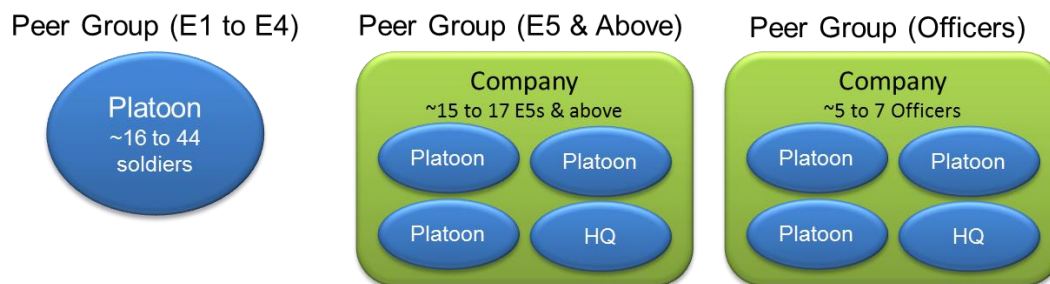 Peer Group (E1 to E4)
Platoon
~16 to 44
soldiers
Peer Group (E5 & Above)
Company
~15 to 17 E5s & above
Platoon
Platoon
Platoon
HQ
Peer Group (Officers)
Company
~5 to 7 Officers
Platoon
Platoon
Platoon
HQ